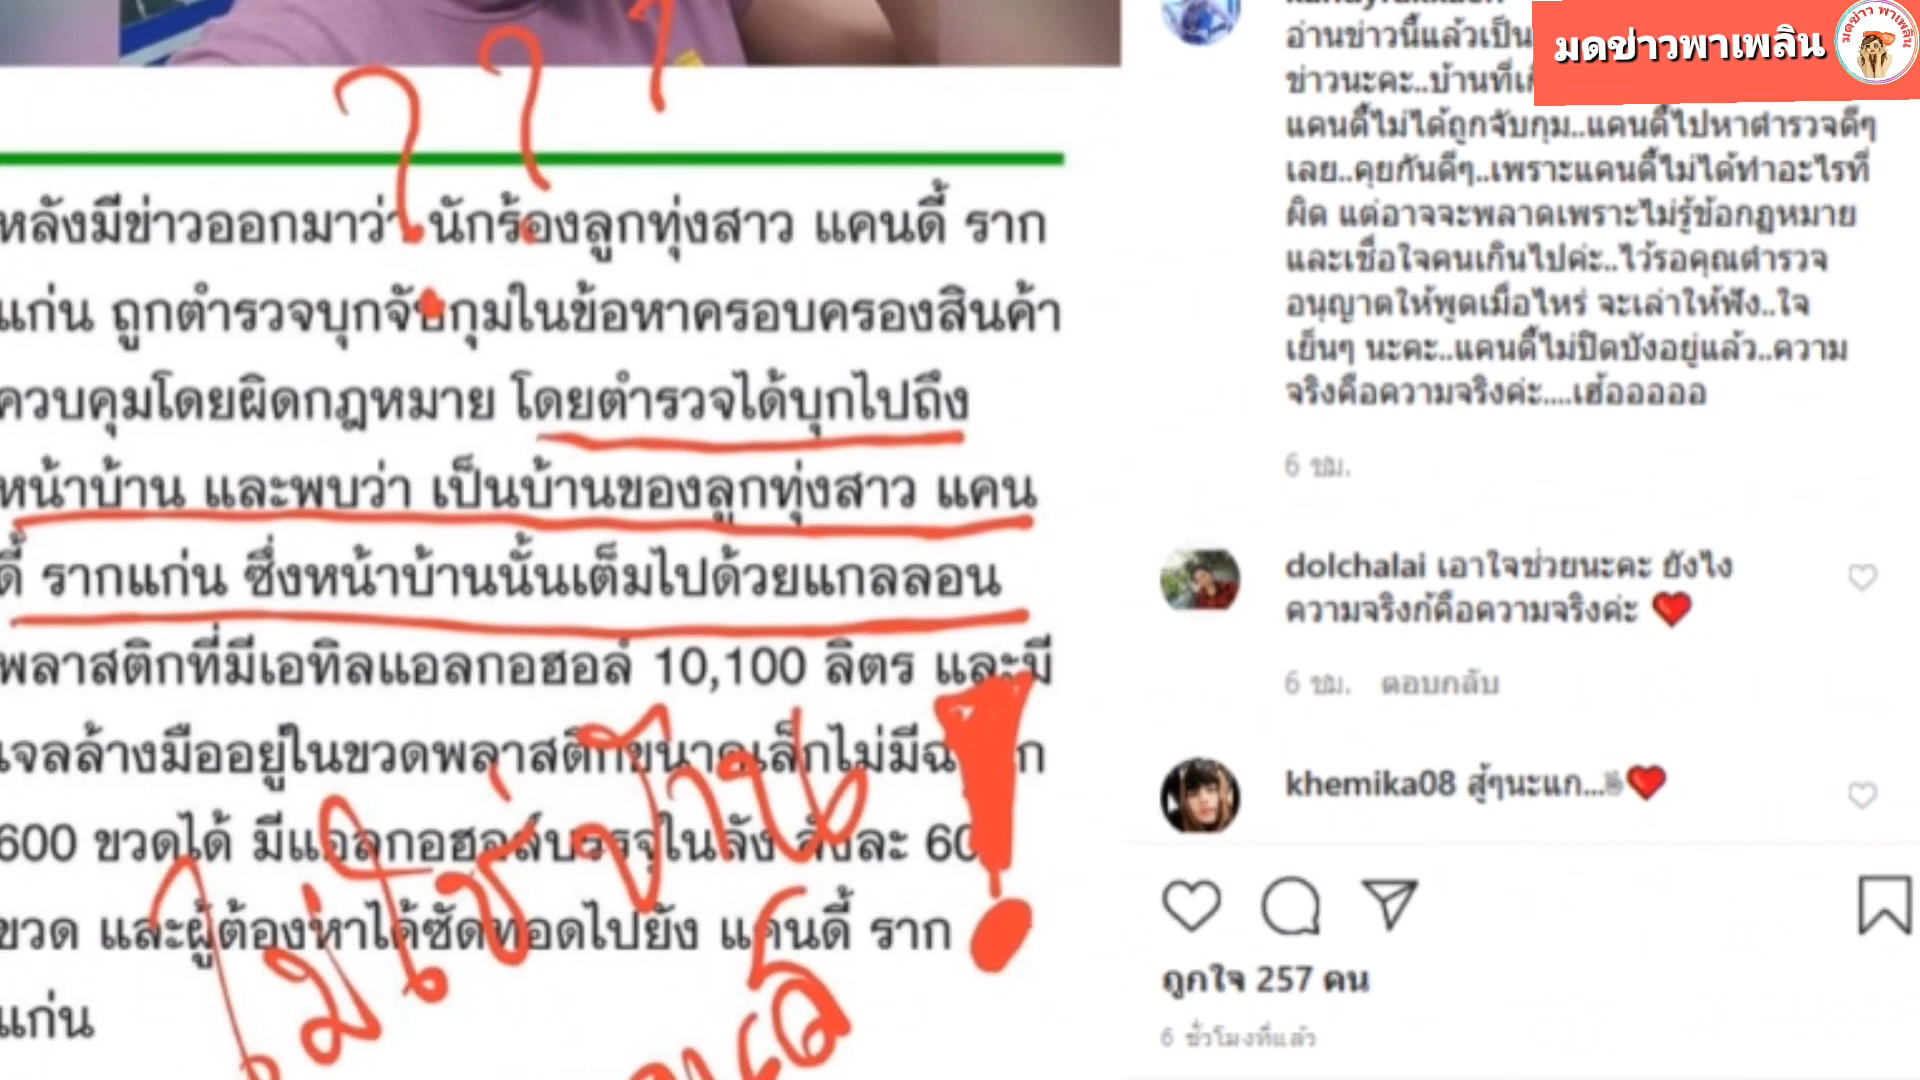 หลังมีข่าวออกมาว่า นักร้องลูกทุ่งสาว แคนดี้ ราก
แก่น ถูกตำรวจบุกจับกุมในข้อหาครอบครองสินค้า
ควบคุมโดยผิดกฎหมาย โดยตำรวจได้บุกไปถึง
หน้าบ้าน และพบว่า เป็นบ้านของลูกทุ่งสาว แคน
ดี้ รากแก่น ซึ่งหน้าบ้านนั้นเต็มไปด้วยแกลลอน
พลาสติกที่มีเอทิลแอลกอฮอล์ 10,100 ลิตร และมี
เจลล้างมืออยู่ในขวดพลาสติกขนาดเล็กไม่มี
600 ขวดได้ มีแอลกอฮอล์บรรจุในลัง ลังละ 60
ขวด และผู้ต้องหาได้ซัดทอดไปยัง แคนดี้ ราก
แก่น
? ? ?
ไม่ใช่บ้าน !
มดข่าวพาเพลิน
มดข่าว พาเพลิน
อ่านข่าวนี้แล้วเป็น
ข่าวนะคะ..บ้านที่
แคนดี้ไม่ได้ถูกจับกุม..แคนดี้ไปหาตำรวจดีๆ
เลย..คุยกันดีๆ..เพราะแคนดี้ไม่ได้ทำอะไรที่
ผิด แต่อาจจะพลาดเพราะไม่รู้ข้อกฏหมาย
และเชื่อใจคนเกินไปค่ะ..ไว้รอคุณตำรวจ
อนุญาตให้พูดเมื่อไหร่ จะเล่าให้ฟัง..ใจ
เย็นๆ นะคะ..แคนดี้ไม่ปิดบังอยู่แล้ว..ความ
จริงคือความจริงค่ะ....เฮ้อออออ
6 ชม.
dolchalai เอาใจช่วยนะคะ ยังไง
ความจริงก้คือความจริงค่ะ ❤
6 ชม. ตอบกลับ
khemika08 สู้ๆนะแก...❤
ถูกใจ 257 คน
6 ชั่วโมงที่แล้ว